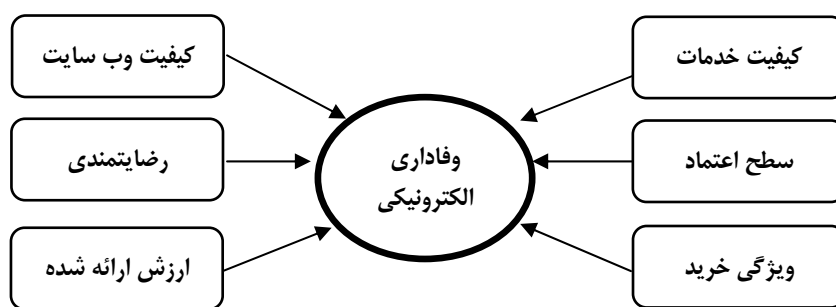 کیفیت خدمات
کیفیت وب سایت
سطح اعتماد
وفاداری
الکترونیکی
رضایتمندی
ویژگی خرید
ارزش ارائه شده